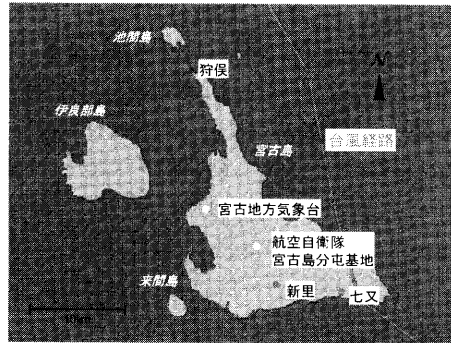 池間島
狩俣
N
伊良部島
宮古島
台風経路
宮古地方気象台
航空自衛隊
宮古島分屯基地
来間島
新里
七又
10km